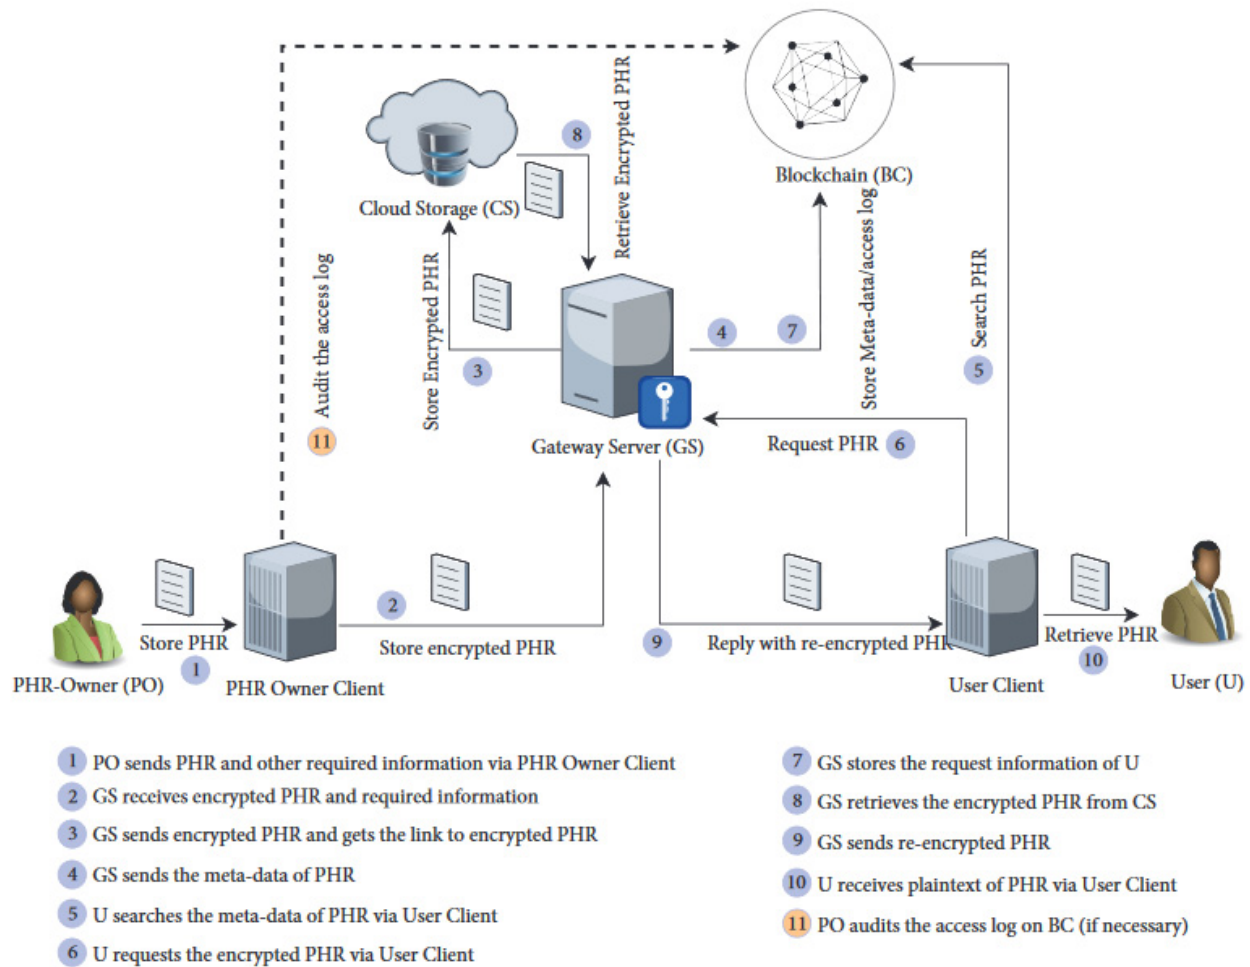 Blockchain (BC)
8
Retrieve Encrypted PHR
Cloud Storage (CS)
Audit the access log
11
Store Encrypted PHR
3
4
7
Store Meta-data/access log
Search PHR
5
Gateway Server (GS)
Request PHR
6
Store PHR
1
PHR-Owner (PO)
PHR Owner Client
2
Store encrypted PHR
9
Reply with re-encrypted PHR
User Client
Retrieve PHR
10
User (U)
1 PO sends PHR and other required information via PHR Owner Client
2 GS receives encrypted PHR and required information
3 GS sends encrypted PHR and gets the link to encrypted PHR
4 GS sends the meta-data of PHR
5 U searches the meta-data of PHR via User Client
6 U requests the encrypted PHR via User Client
7 GS stores the request information of U
8 GS retrieves the encrypted PHR from CS
9 GS sends re-encrypted PHR
10 U receives plaintext of PHR via User Client
11 PO audits the access log on BC (if necessary)